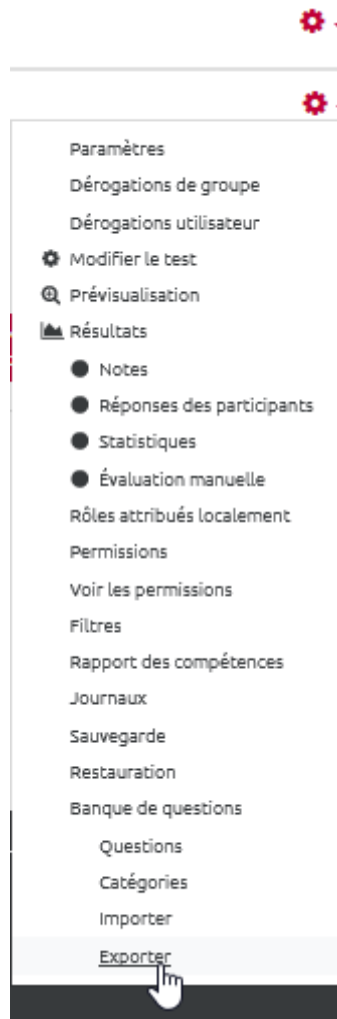 Paramètres
Dérogations de groupe
Dérogations utilisateur
Modifier le test
Prévisualisation
Résultats
Notes
Réponses des participants
Statistiques
Évaluation manuelle
Rôles attribués localement
Permissions
Voir les permissions
Filtres
Rapport des compétences
Journaux
Sauvegarde
Restauration
Banque de questions
Questions
Catégories
Importer
Exporter